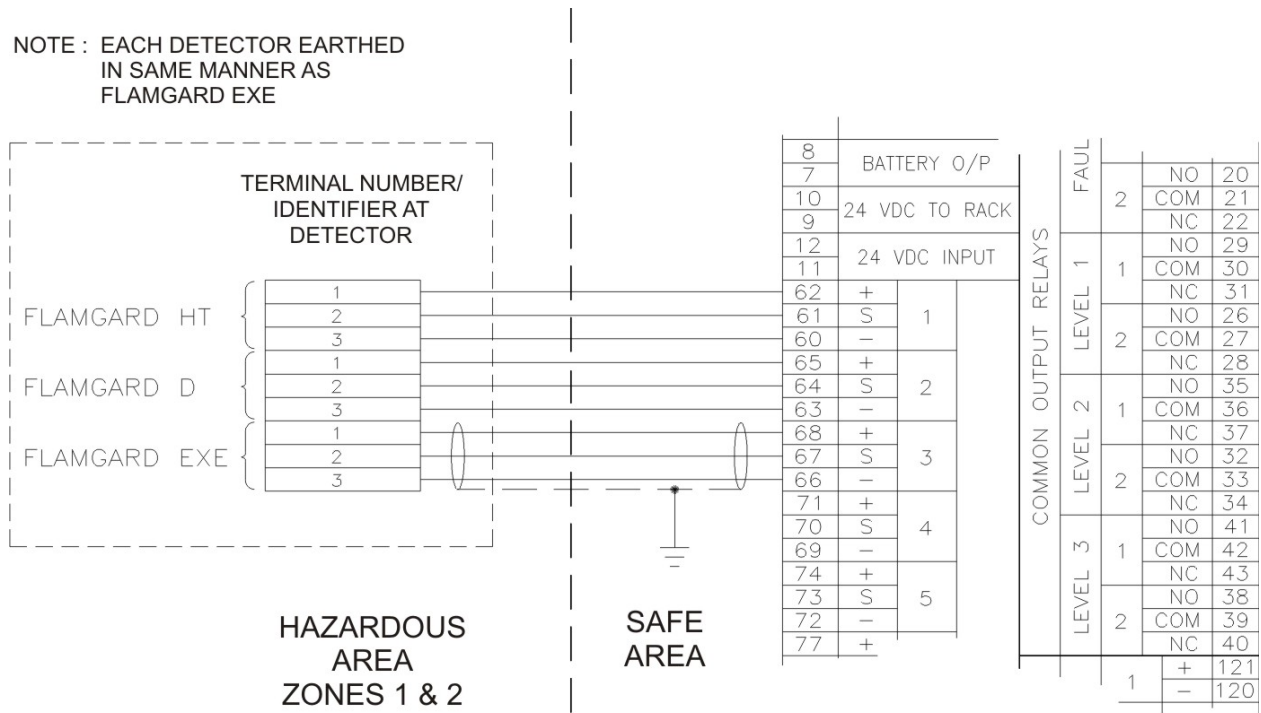 NOTE : EACH DETECTOR EARTHED
IN SAME MANNER AS
FLAMGARD EXE
TERMINAL NUMBER/
IDENTIFIER AT
DETECTOR
FLAMGARD HT
1
2
3
FLAMGARD D
1
2
3
FLAMGARD EXE
1
2
3
HAZARDOUS
AREA
ZONES 1 & 2
SAFE
AREA
8
7
BATTERY O/P
10
9
24 VDC TO RACK
12
11
24 VDC INPUT
62 +
61 S 1
60 −
65 +
64 S 2
63 −
68 +
67 S 3
66 −
71 +
70 S 4
69 −
74 +
73 S 5
72 −
77 +
COMMON OUTPUT RELAYS
FAUL
2
NO 20
COM 21
NC 22
LEVEL 1
1
NO 29
COM 30
NC 31
2
NO 26
COM 27
NC 28
LEVEL 2
1
NO 35
COM 36
NC 37
2
NO 32
COM 33
NC 34
LEVEL 3
1
NO 41
COM 42
NC 43
2
NO 38
COM 39
NC 40
1
+ 121
− 120